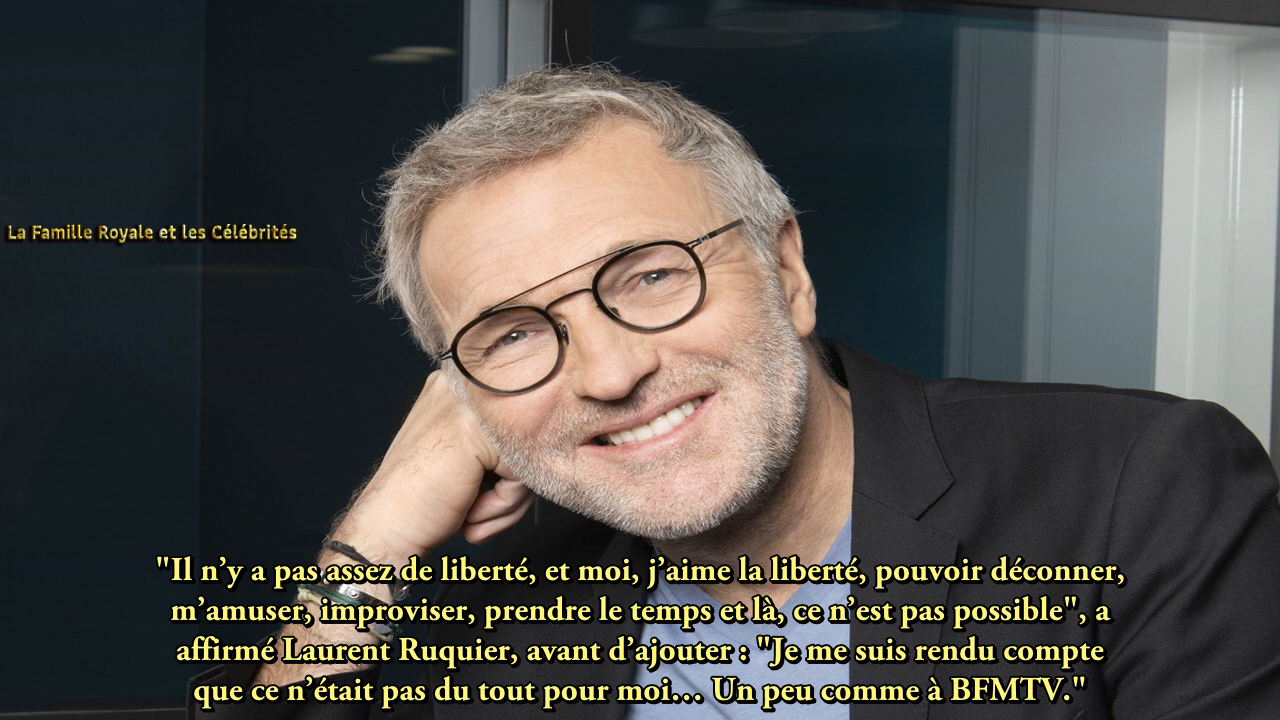 La Famille Royale et les Célébrités
"Il n’y a pas assez de liberté, et moi, j’aime la liberté, pouvoir déconner,
m’amuser, improviser, prendre le temps et là, ce n’est pas possible", a
affirmé Laurent Ruquier, avant d’ajouter : "Je me suis rendu compte
que ce n’était pas du tout pour moi… Un peu comme à BFMTV."